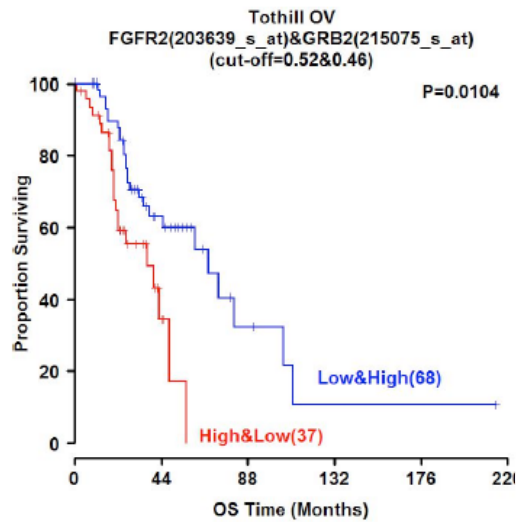 Tothill OV
FGFR2(203639_s_at)&GRB2(215075_s_at)
(cut-off=0.52&0.46)
P=0.0104
Proportion Surviving
100
80
60
40
20
0
Low&High(68)
High&Low(37)
0 44 88 132 176 220
OS Time (Months)